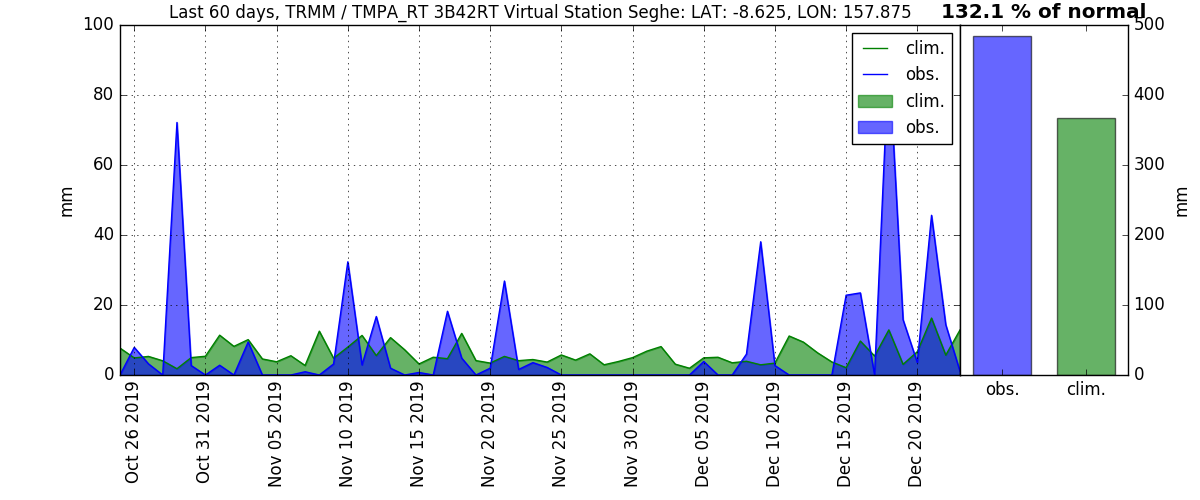 Last 60 days, TRMM / TMPA_RT 3B42RT Virtual Station Seghe: LAT: -8.625, LON: 157.875
132.1 % of normal
100
80
60
40
20
0
mm
clim.
obs.
clim.
obs.
500
400
300
200
100
0
mm
Oct 26 2019
Oct 31 2019
Nov 05 2019
Nov 10 2019
Nov 15 2019
Nov 20 2019
Nov 25 2019
Nov 30 2019
Dec 05 2019
Dec 10 2019
Dec 15 2019
Dec 20 2019
obs.
clim.